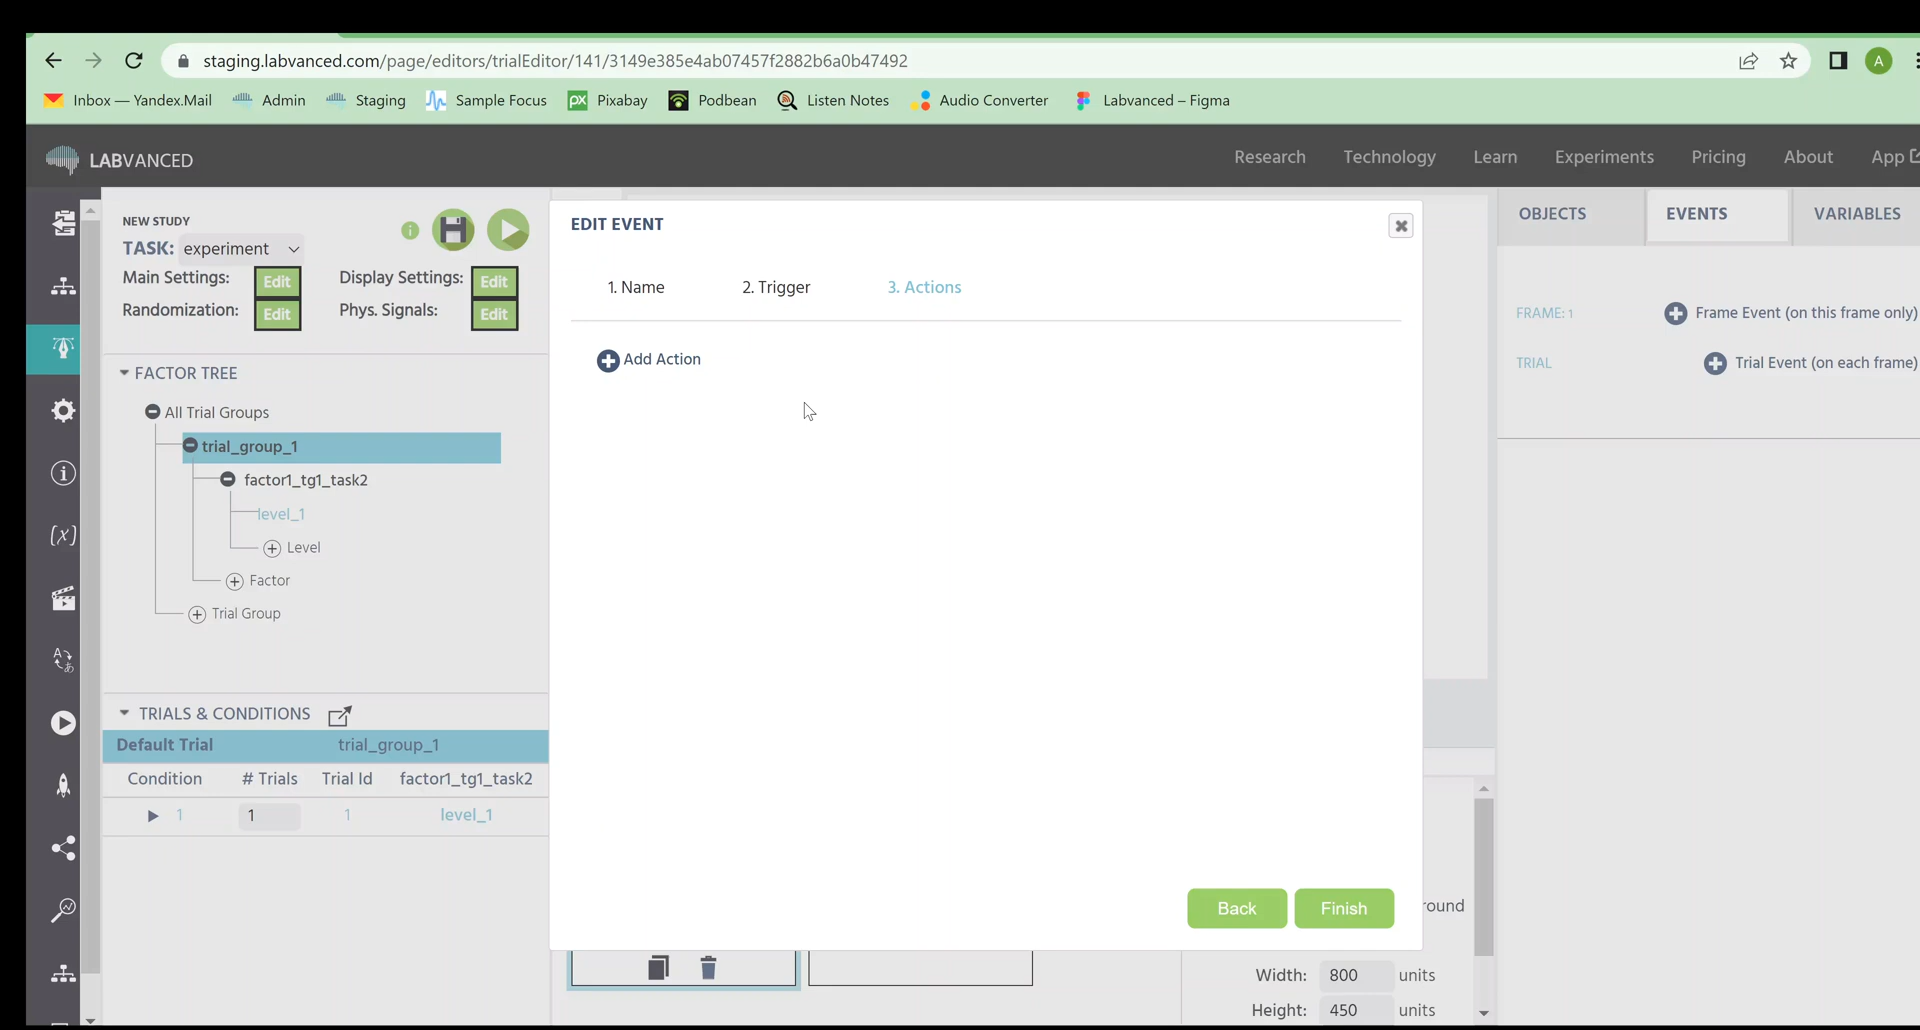 staging.labvanced.com/page/editors/trialEditor/141/3149e385e4ab07457f2882b6a0b47492
A
Inbox — Yandex.Mail Admin Staging Sample Focus Pixabay Podbean Listen Notes Audio Converter Labvanced – Figma
LABVANCED
Research Technology Learn Experiments Pricing About App
NEW STUDY
TASK: experiment
Main Settings: Edit Display Settings: Edit
Randomization: Edit Phys. Signals: Edit
FACTOR TREE
All Trial Groups
trial_group_1
factor1_tg1_task2
level_1
Level
Factor
Trial Group
TRIALS & CONDITIONS
Default Trial trial_group_1
Condition # Trials Trial Id factor1_tg1_task2
1 1 1 level_1
EDIT EVENT
1. Name 2. Trigger 3. Actions
Add Action
Back Finish
OBJECTS EVENTS VARIABLES
FRAME: 1 Frame Event (on this frame only)
TRIAL Trial Event (on each frame)
round
Width: 800 units
Height: 450 units